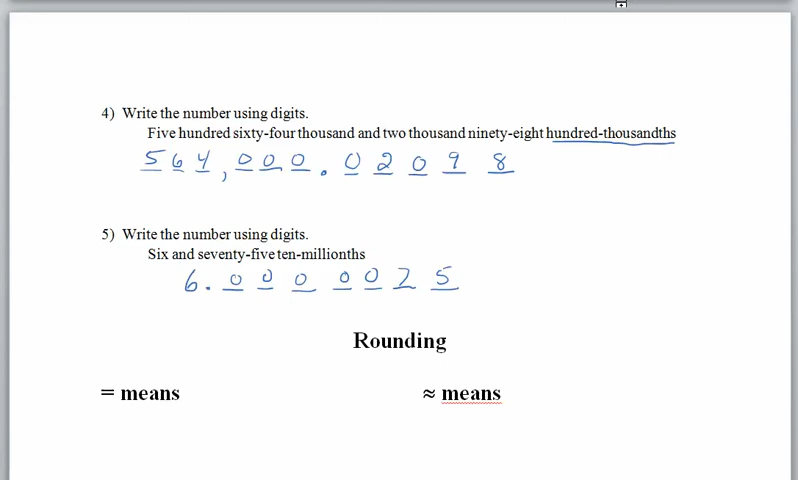 4) Write the number using digits.
Five hundred sixty-four thousand and two thousand ninety-eight hundred-thousandths
564,000.02098
5) Write the number using digits.
Six and seventy-five ten-millionths
6.0000025
Rounding
= means ≈ means